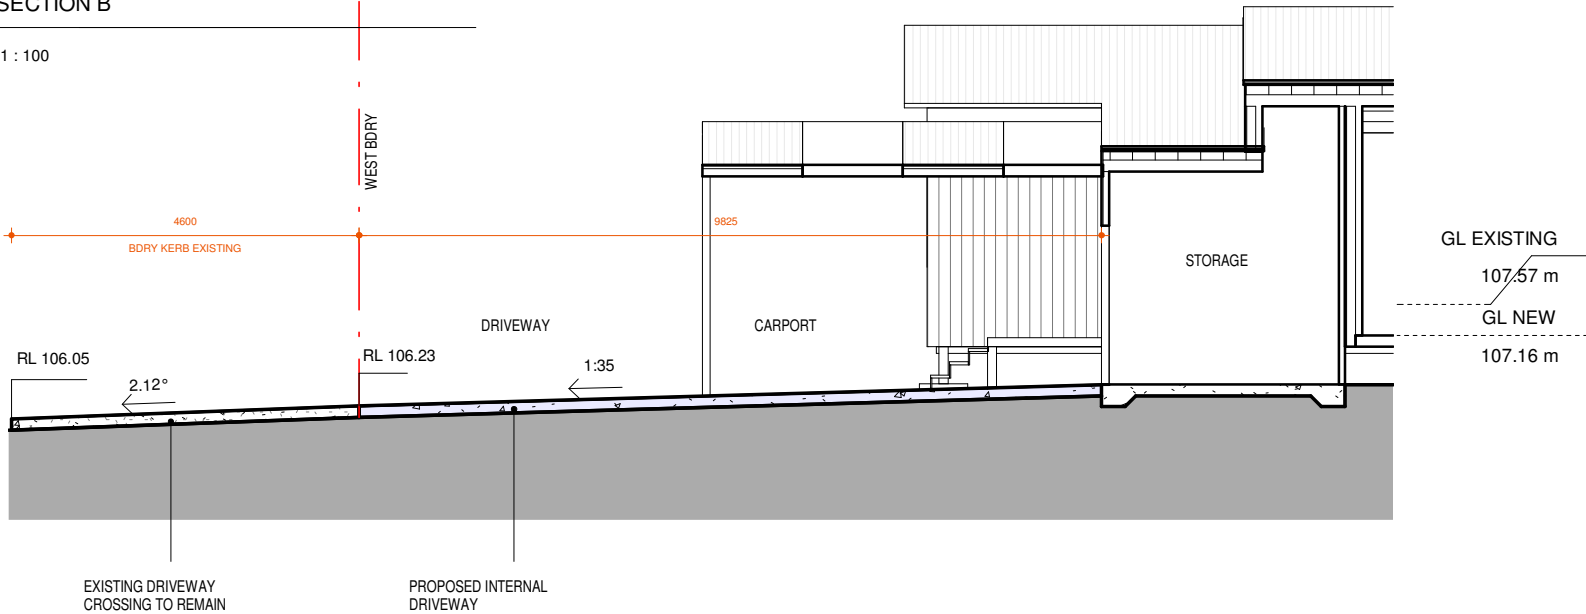 SECTION B
1 : 100
WEST BDRY
4600
9825
BDRY KERB EXISTING
GL EXISTING
STORAGE
107.57 m
GL NEW
DRIVEWAY
CARPORT
RL 106.05
RL 106.23
107.16 m
2.12°
1:35
EXISTING DRIVEWAY
CROSSING TO REMAIN
PROPOSED INTERNAL
DRIVEWAY